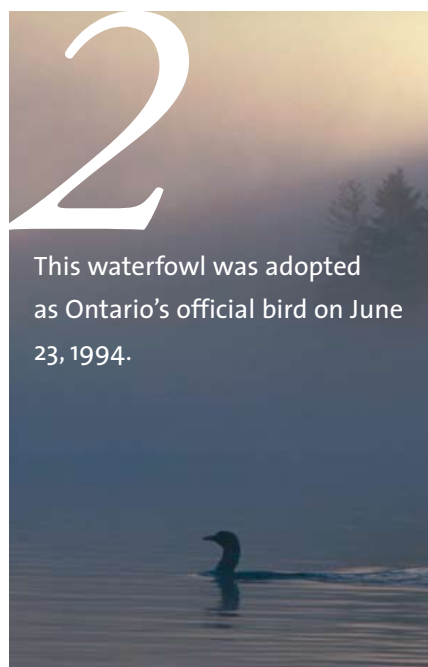 2
This waterfowl was adopted
as Ontario’s official bird on June
23, 1994.